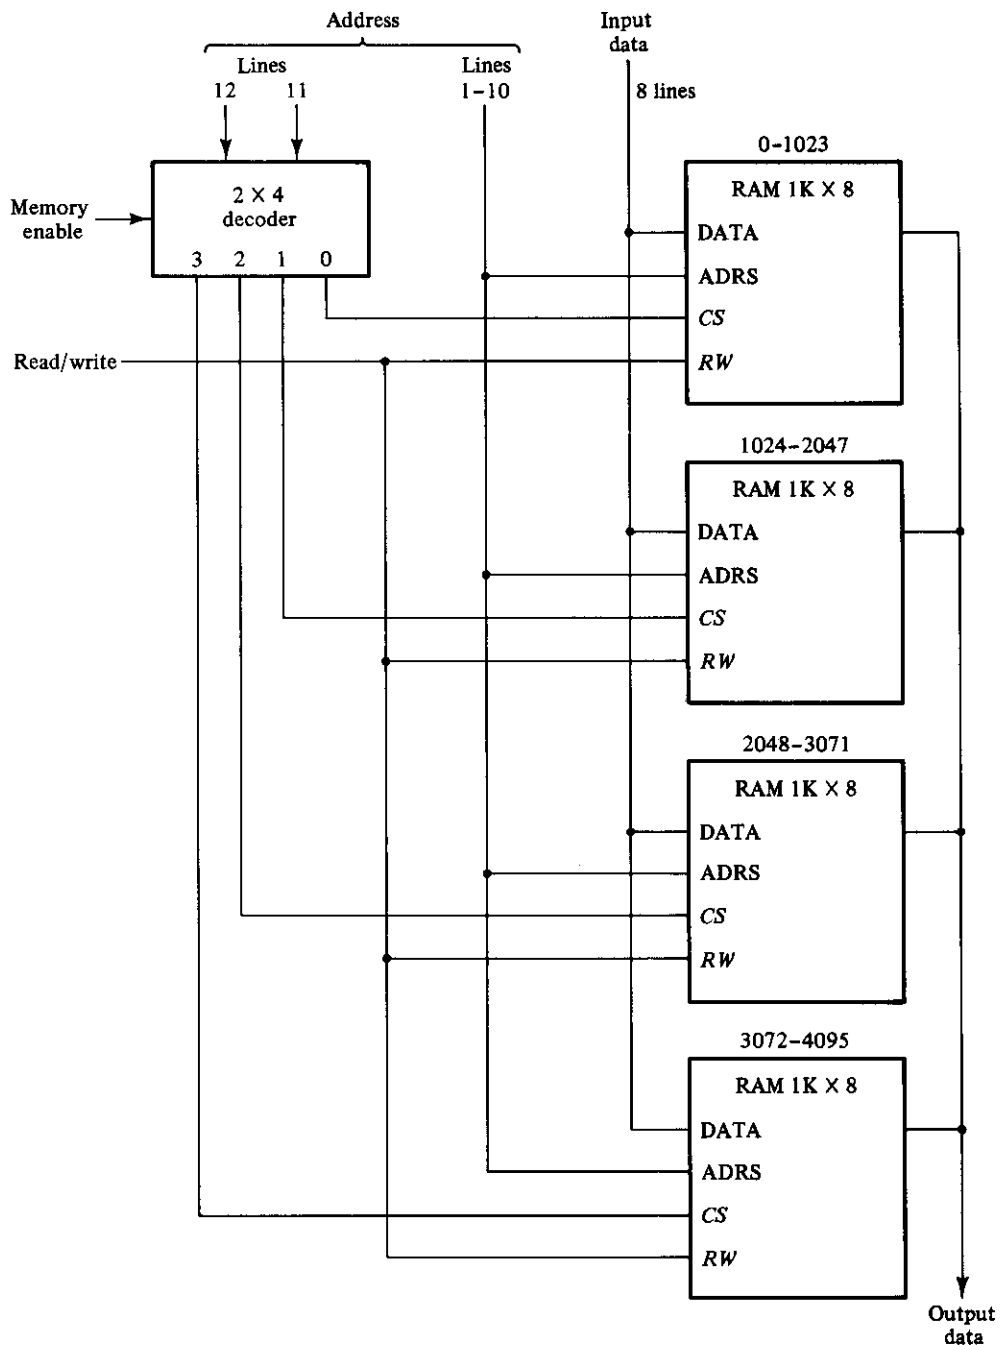 Address
Lines
12 11
Lines
1-10
Input
data
8 lines
Memory
enable
2 × 4
decoder
3 2 1 0
Read/write
0-1023
RAM 1K × 8
DATA
ADRS
CS
RW
1024-2047
RAM 1K × 8
DATA
ADRS
CS
RW
2048-3071
RAM 1K × 8
DATA
ADRS
CS
RW
3072-4095
RAM 1K × 8
DATA
ADRS
CS
RW
Output
data